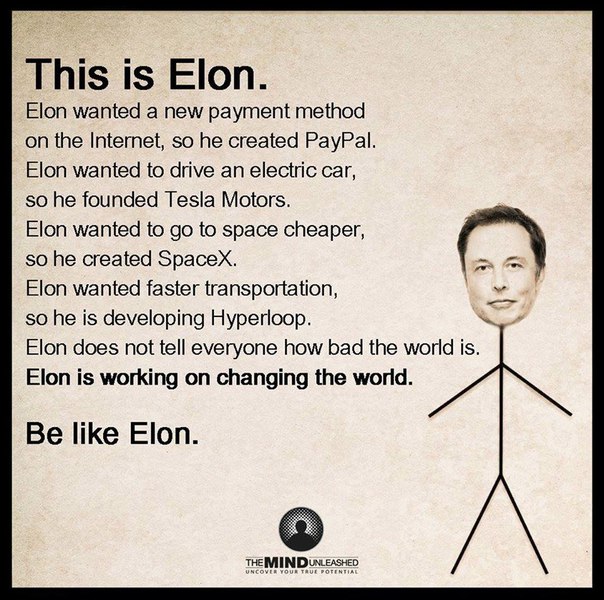 This is Elon.
Elon wanted a new payment method
on the Internet, so he created PayPal.
Elon wanted to drive an electric car,
so he founded Tesla Motors.
Elon wanted to go to space cheaper,
so he created SpaceX.
Elon wanted faster transportation,
so he is developing Hyperloop.
Elon does not tell everyone how bad the world is.
Elon is working on changing the world.
Be like Elon.
THE MIND UNLEASHED
UNCOVER YOUR TRUE POTENTIAL